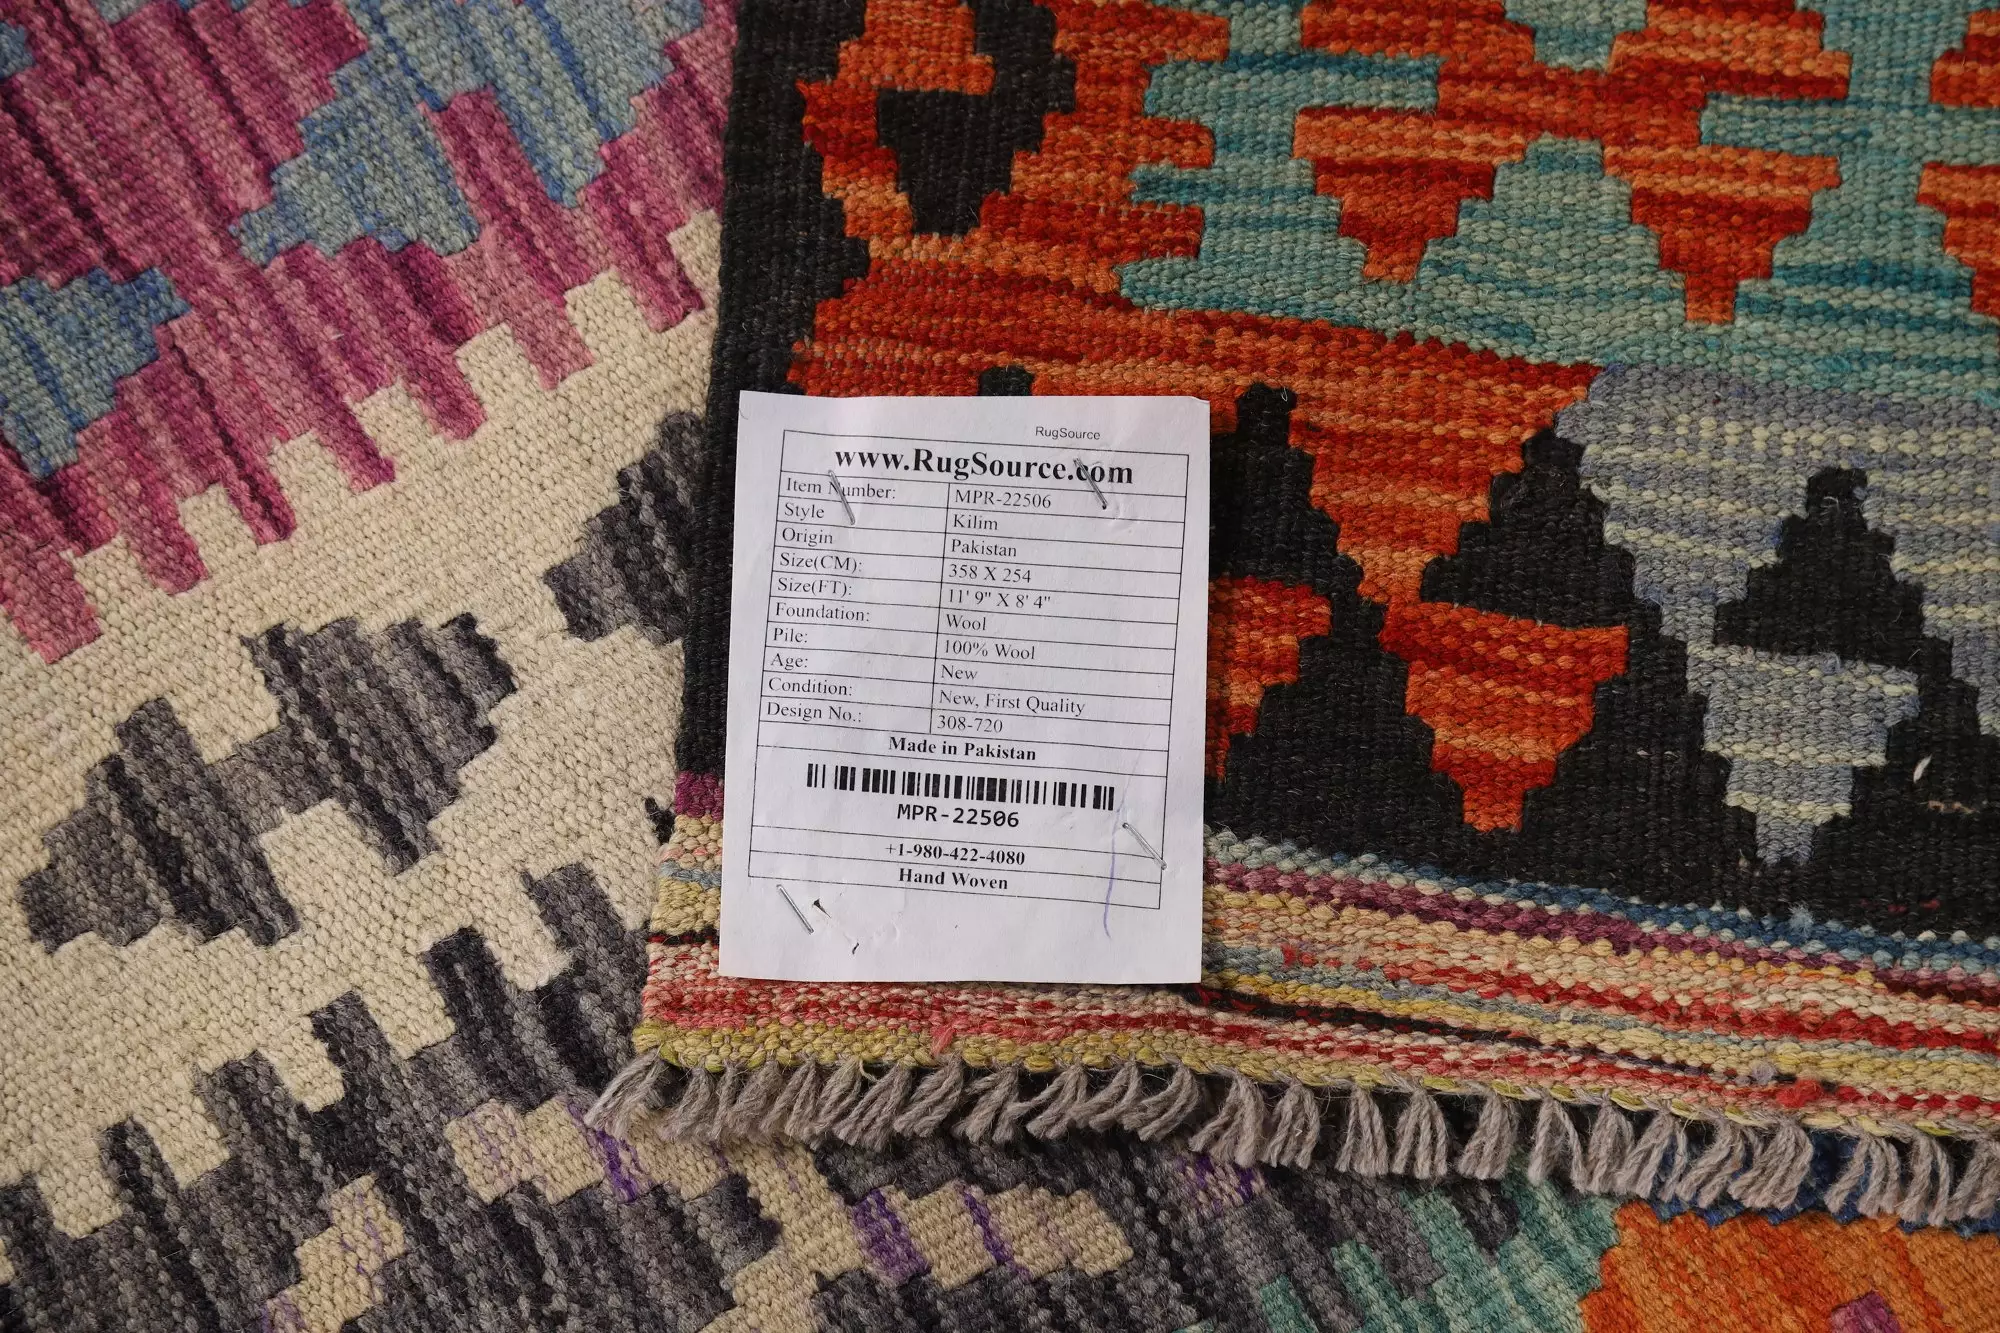 RugSource
www.RugSource.com
Item Number: MPR-22506
Style Kilim
Origin Pakistan
Size(CM): 358 X 254
Size(FT): 11' 9" X 8' 4"
Foundation: Wool
Pile: 100% Wool
Age: New
Condition: New, First Quality
Design No.: 308-720
Made in Pakistan
MPR-22506
+1-980-422-4080
Hand Woven